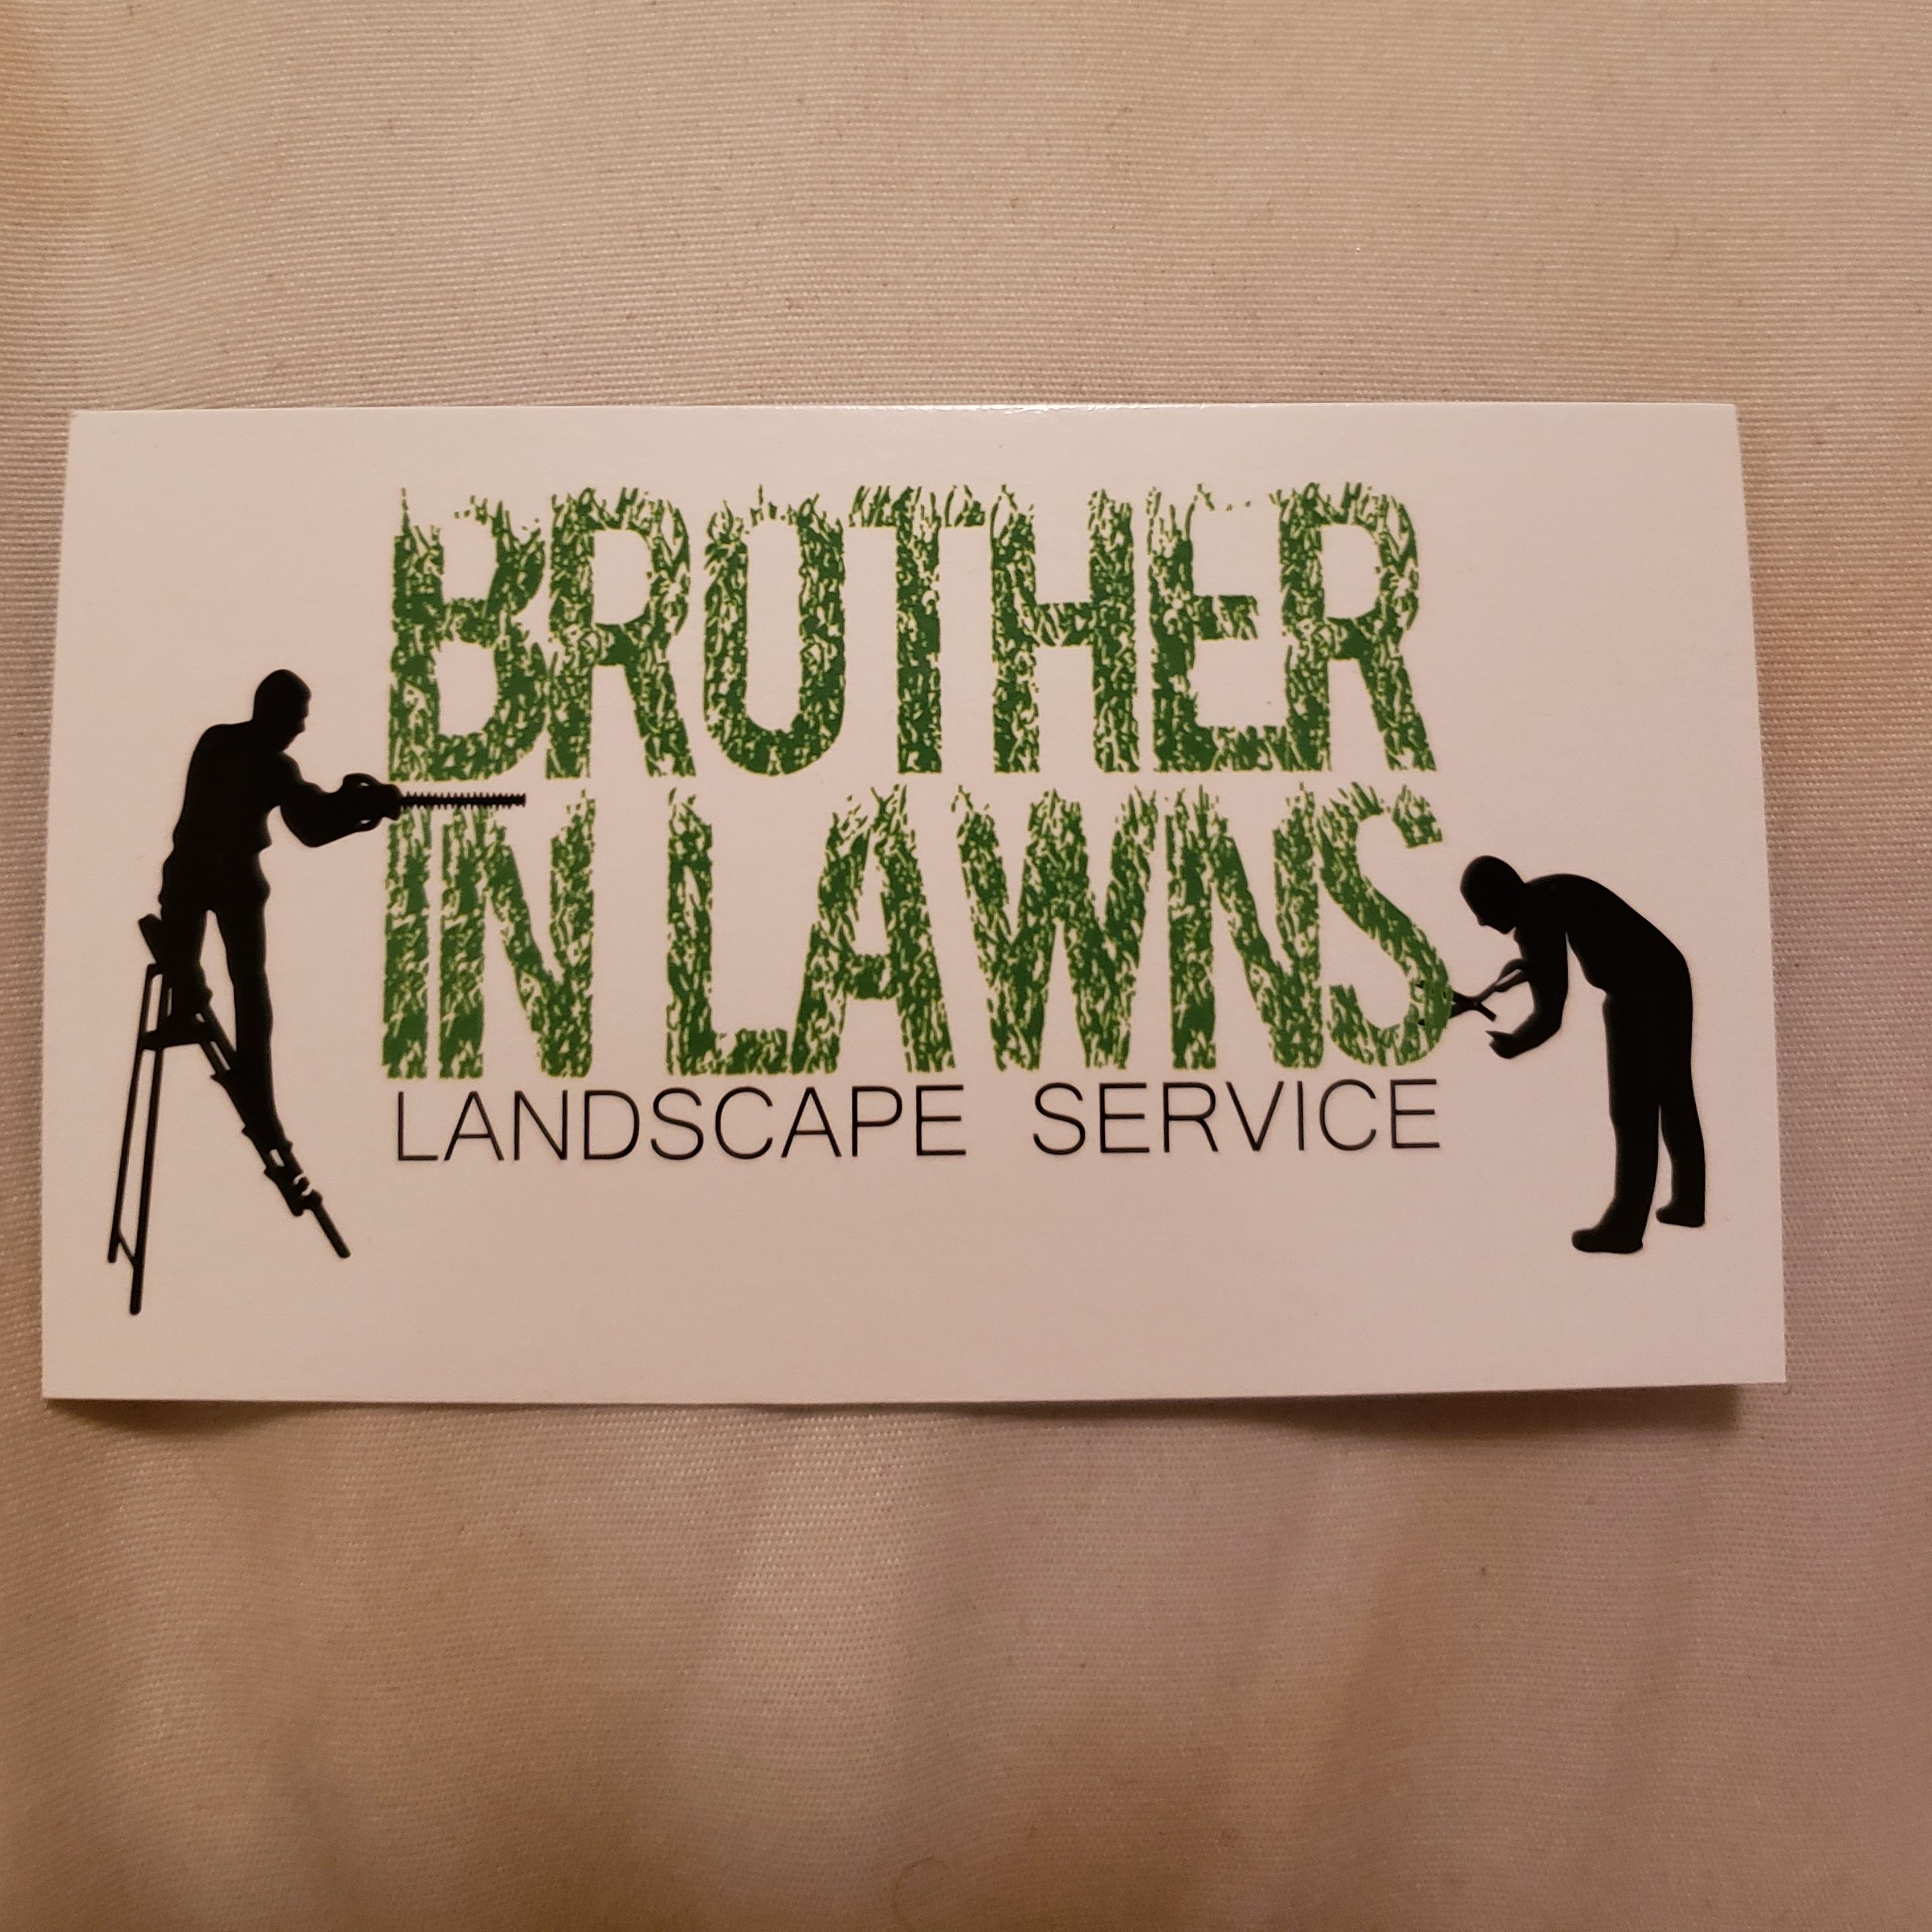 BROTHER
IN LAWNS
LANDSCAPE SERVICE